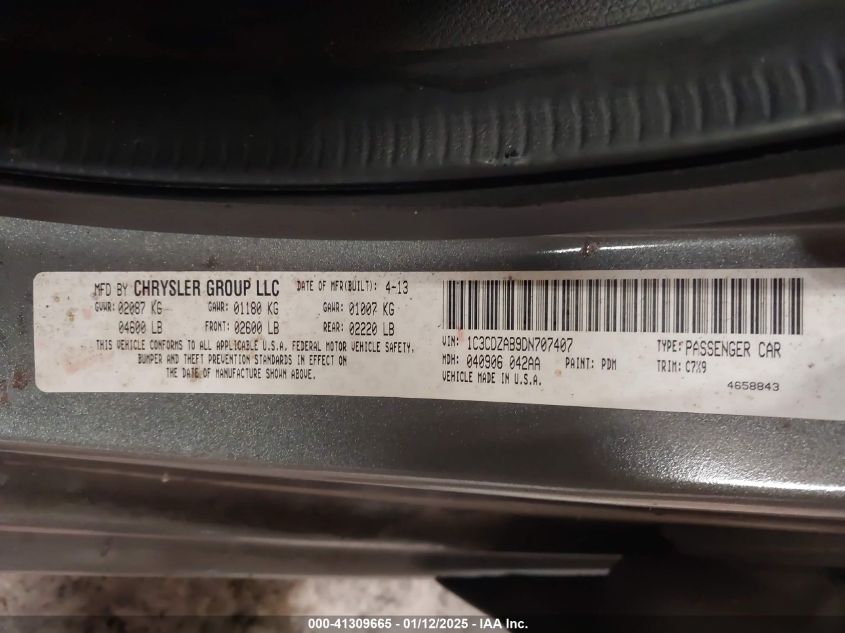 MFD BY CHRYSLER GROUP LLC DATE OF MFR(BUILT): 4-13
GVWR: 02087 KG GAWR: 01180 KG GAWR: 01007 KG
04600 LB FRONT: 02600 LB REAR: 02220 LB
THIS VEHICLE CONFORMS TO ALL APPLICABLE U.S.A. FEDERAL MOTOR VEHICLE SAFETY,
BUMPER AND THEFT PREVENTION STANDARDS IN EFFECT ON
THE DATE OF MANUFACTURE SHOWN ABOVE.
VIN: 1C3CDZAB9DN707407 TYPE: PASSENGER CAR
MDH: 040906 042AA PAINT: PDM TRIM: C7X9
VEHICLE MADE IN U.S.A. 4658843
000-41309665 - 01/12/2025 - IAA Inc.